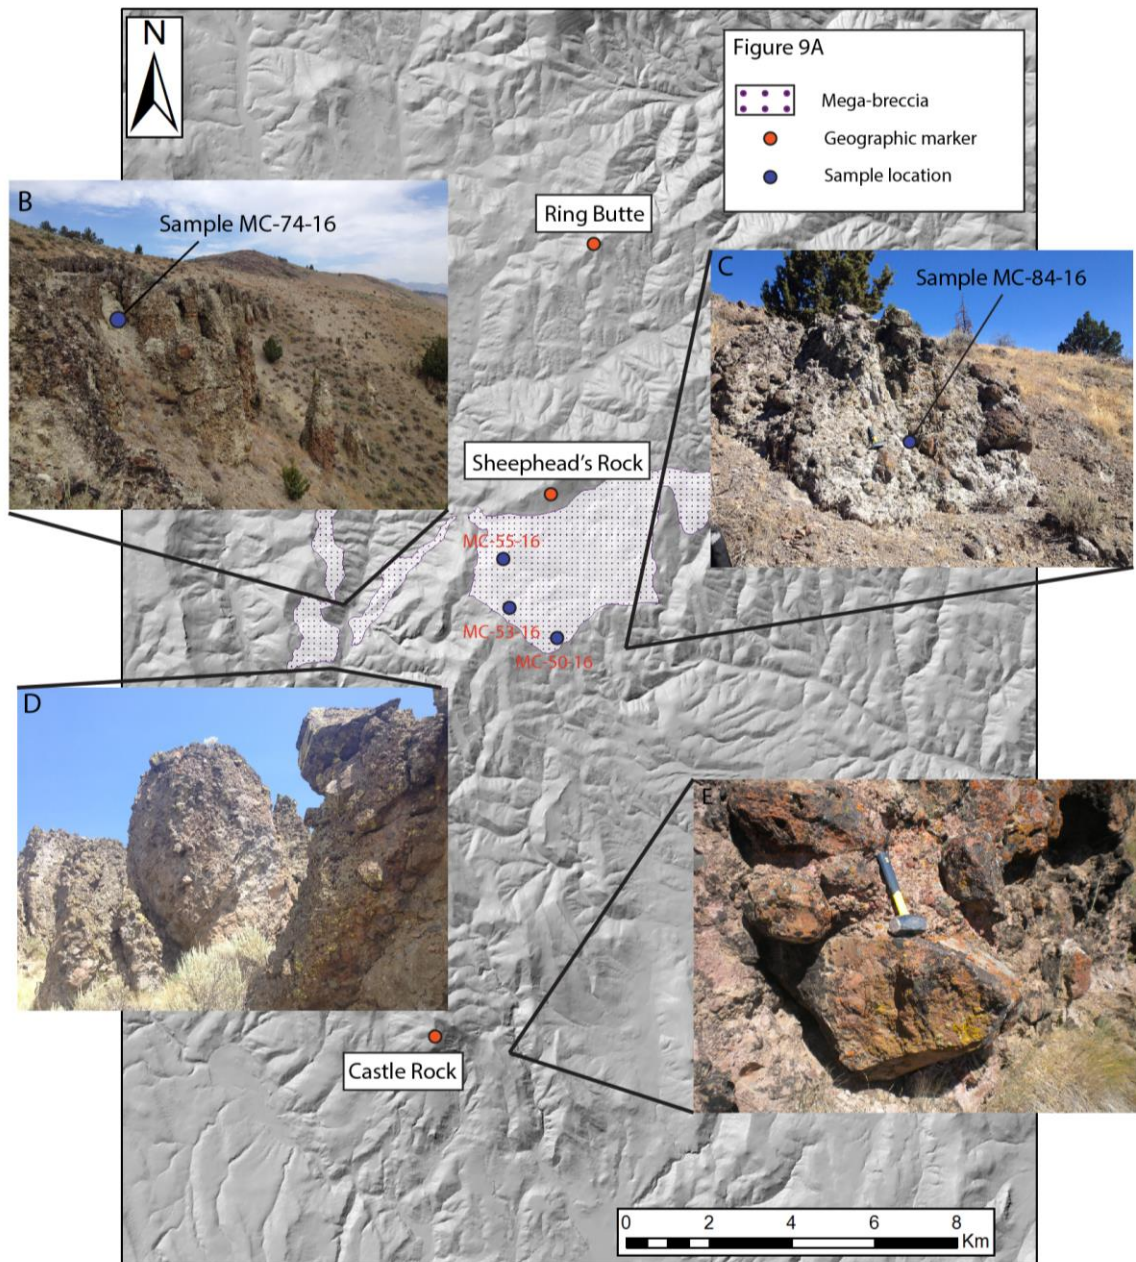 N
Figure 9A
Mega-breccia
Geographic marker
Sample location
B
Sample MC-74-16
Ring Butte
C
Sample MC-84-16
Sheephead's Rock
MC-55-16
MC-53-16
MC-50-16
D
E
Castle Rock
0 2 4 6 8
Km